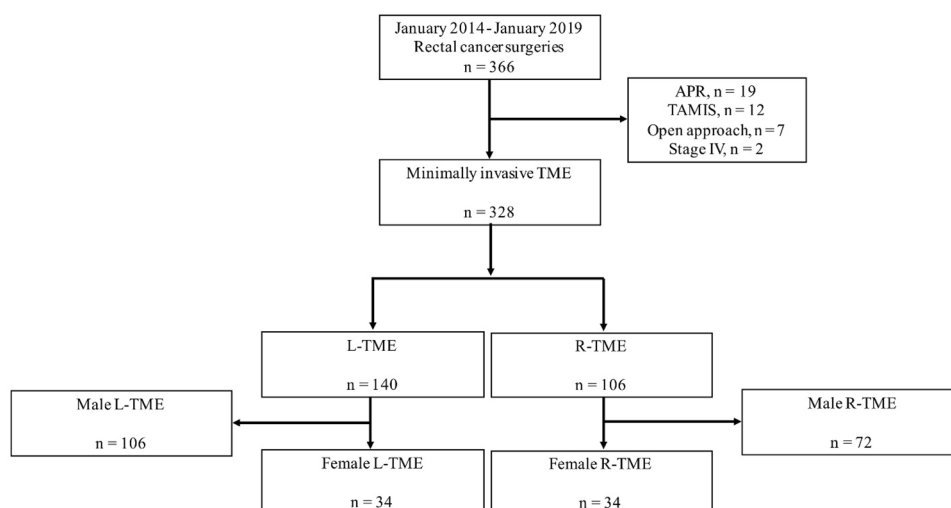 January 2014-January 2019
Rectal cancer surgeries
n = 366
APR, n = 19
TAMIS, n = 12
Open approach, n = 7
Stage IV, n = 2
Minimally invasive TME
n = 328
L-TME
n = 140
R-TME
n = 106
Male L-TME
n = 106
Male R-TME
n = 72
Female L-TME
n = 34
Female R-TME
n = 34